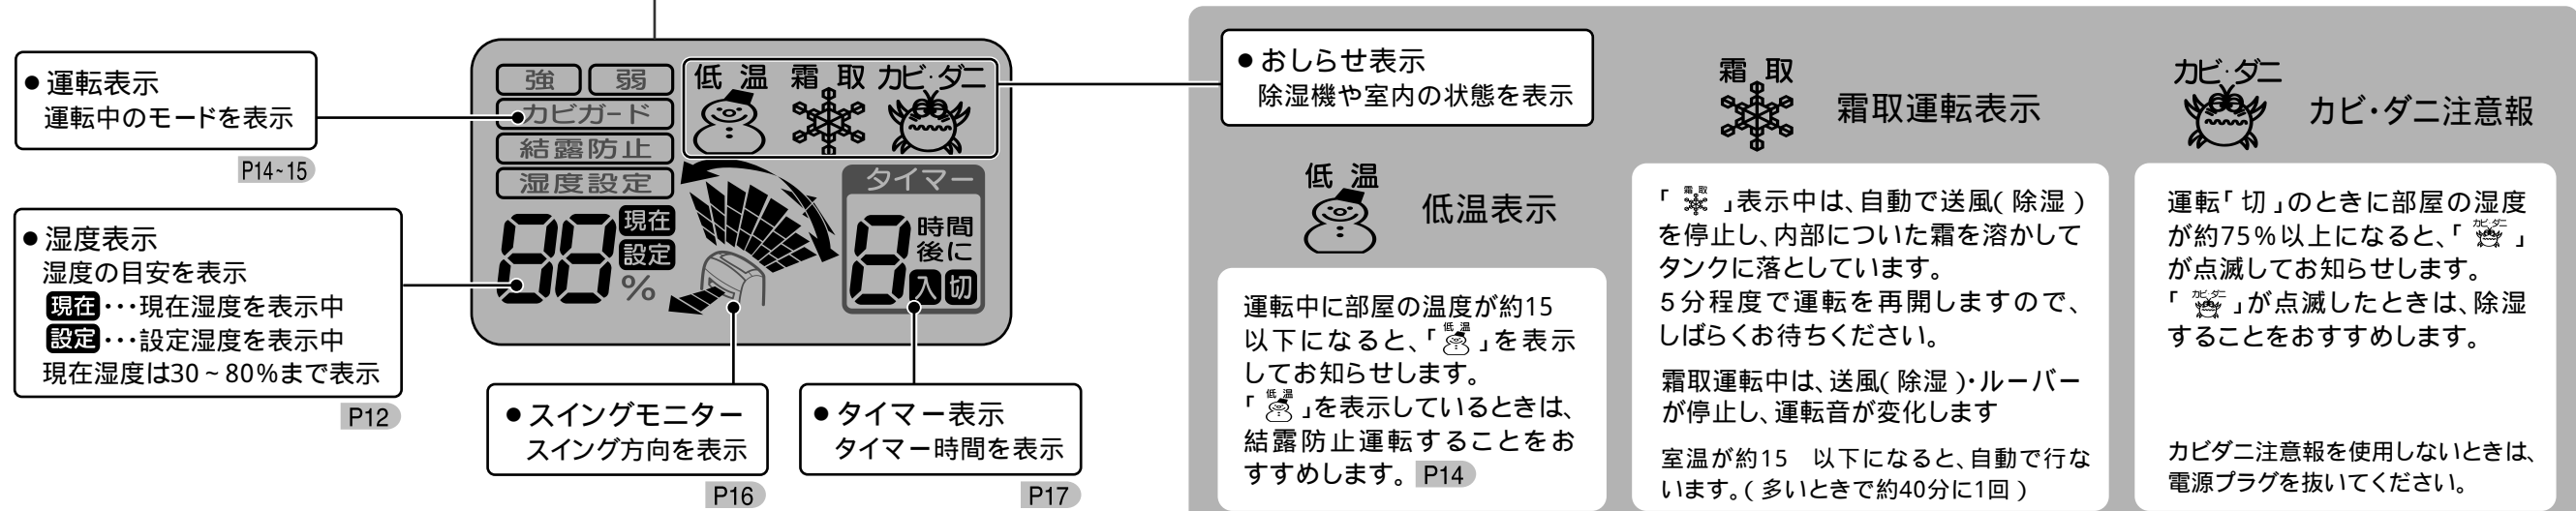 ● 運転表示
運転中のモードを表示
P14~15
● 湿度表示
湿度の目安を表示
現在・・・現在湿度を表示中
設定・・・設定湿度を表示中
現在湿度は30～80％まで表示
P12
強 弱
カビガード
結露防止
湿度設定
低温 霜取 カビ・ダニ
88 現在
設定
％
タイマー
8 時間
後に
入 切
● スイングモニター
スイング方向を表示
P16
● タイマー表示
タイマー時間を表示
P17
● おしらせ表示
除湿機や室内の状態を表示
低温
低温表示
運転中に部屋の温度が約15
以下になると、「低温」を表示
してお知らせします。
「低温」を表示しているときは、
結露防止運転することをお
すすめします。 P14
霜取
霜取運転表示
「霜取」表示中は、自動で送風(除湿)
を停止し、内部についた霜を溶かして
タンクに落としています。
5分程度で運転を再開しますので、
しばらくお待ちください。
霜取運転中は、送風(除湿)・ルーバー
が停止し、運転音が変化します
室温が約15　以下になると、自動で行な
います。(多いときで約40分に1回)
カビ・ダニ
カビ・ダニ注意報
運転「切」のときに部屋の湿度
が約75％以上になると、「カビ・ダニ」
が点滅してお知らせします。
「カビ・ダニ」が点滅したときは、除湿
することをおすすめします。
カビダニ注意報を使用しないときは、
電源プラグを抜いてください。